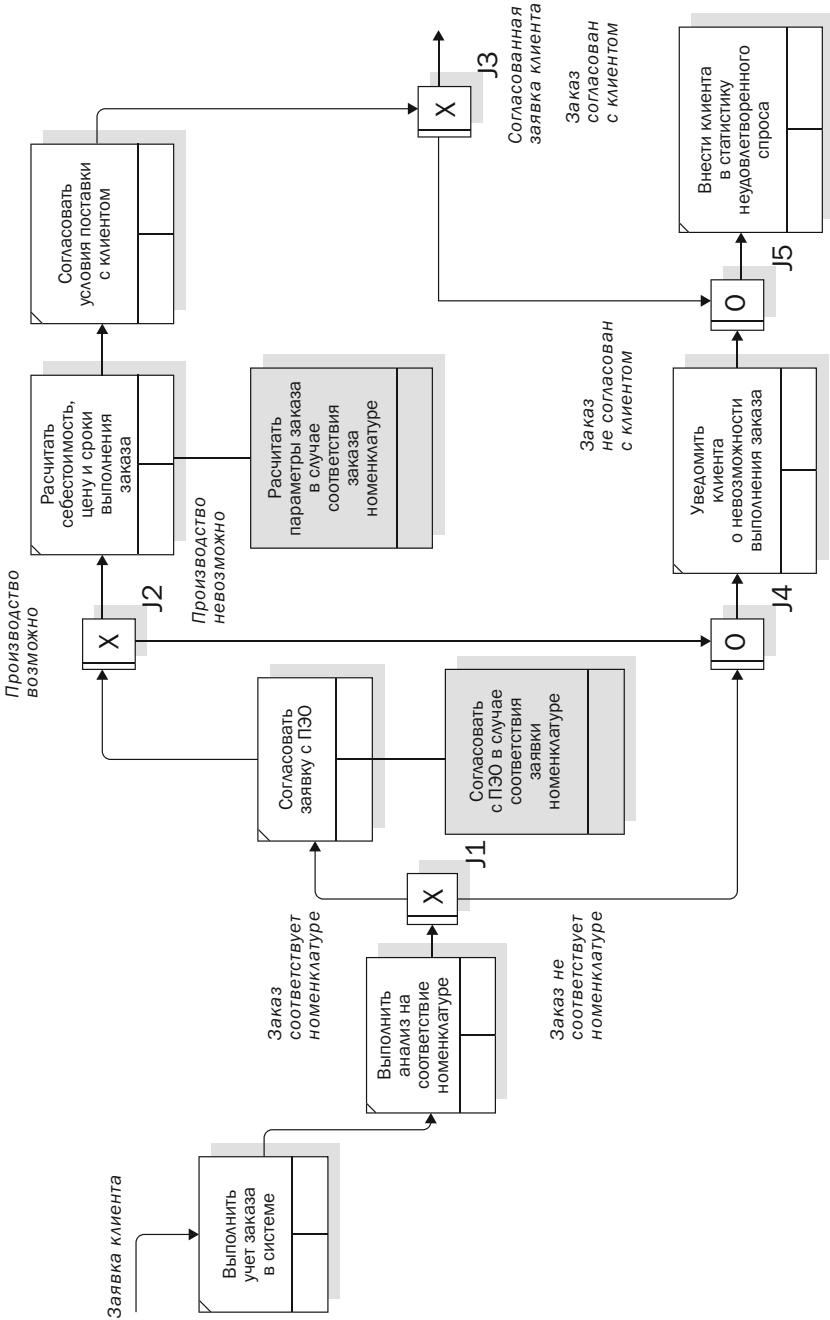 Заявка клиента
Выполнить
учет заказа
в системе
Выполнить
анализ на
соответствие
номенклатуре
Заказ
соответствует
номенклатуре
Заказ не
соответствует
номенклатуре
X
J1
Согласовать
заявку с ПЭО
Согласовать
с ПЭО в случае
соответствия
заявки
номенклатуре
Производство
возможно
X
J2
Производство
невозможно
Расчитать
себестоимость,
цену и сроки
выполнения
заказа
Расчитать
параметры заказа
в случае
соответствия
заказа
номенклатуре
Согласовать
условия поставки
с клиентом
X
J3
Согласованная
заявка клиента
Заказ
согласован
с клиентом
Заказ
не согласован
с клиентом
O
J4
Уведомить
клиента
о невозможности
выполнения заказа
O
J5
Внести клиента
в статистику
неудовлетворенного
спроса